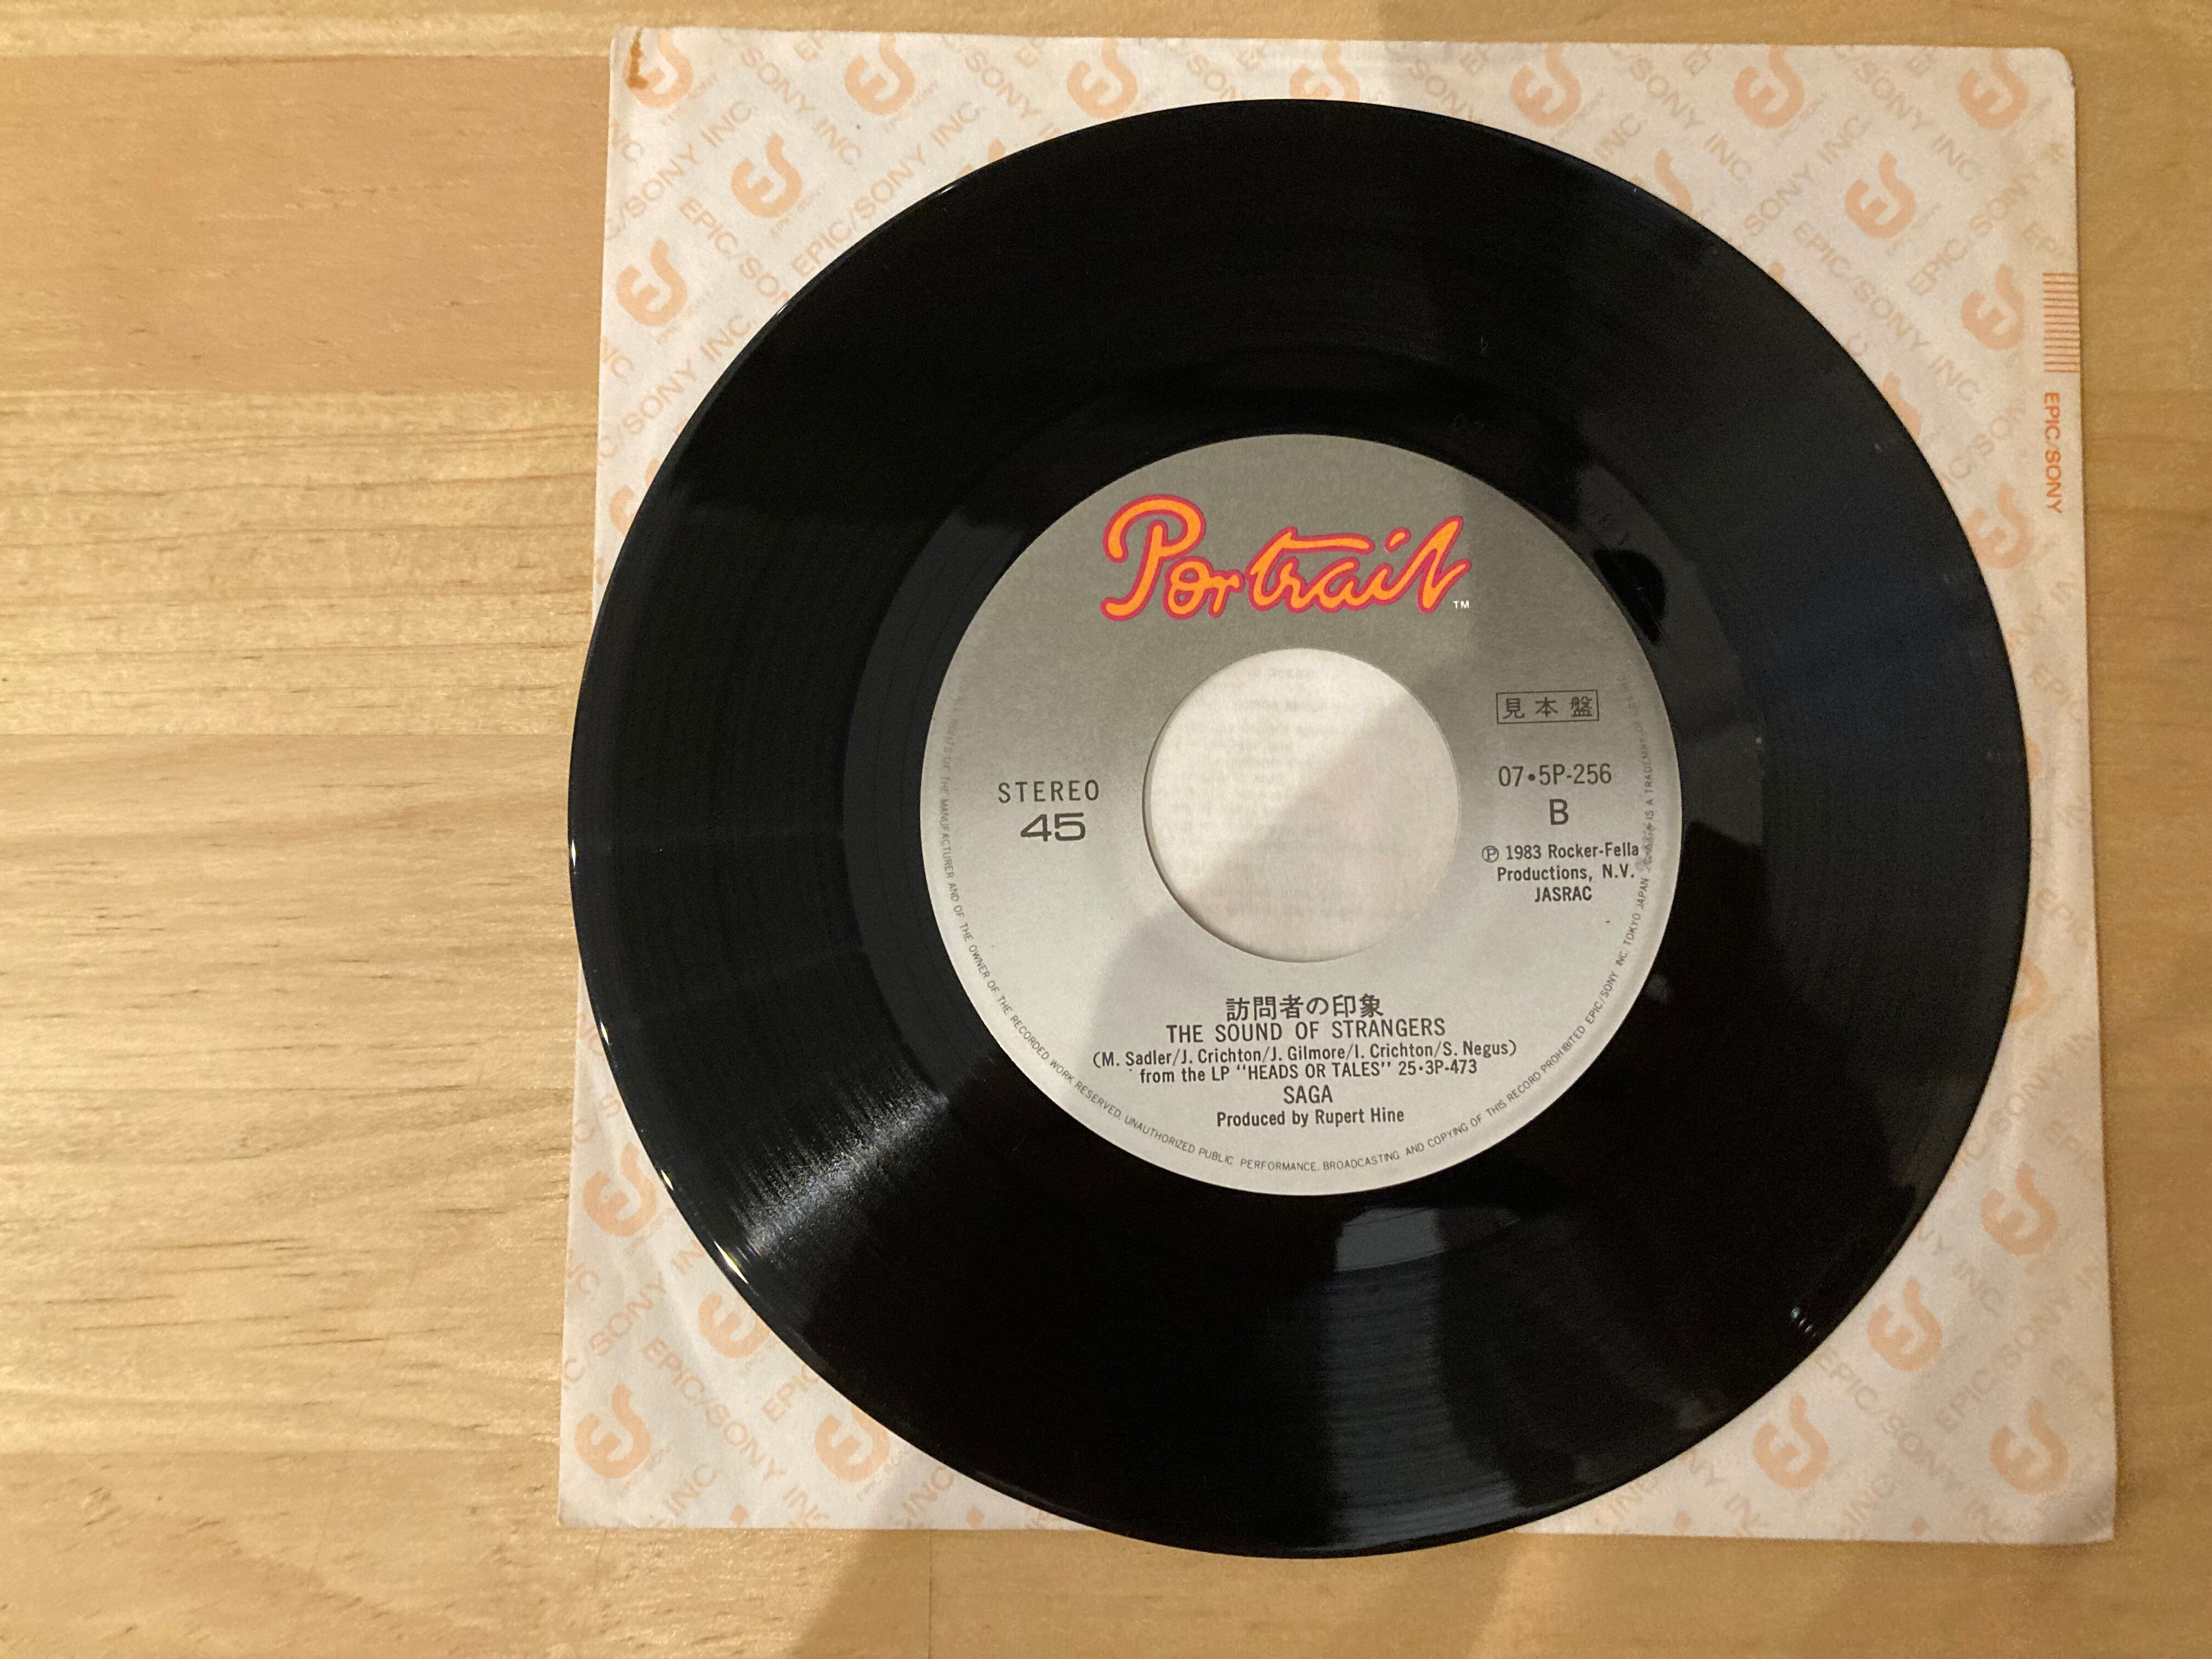 Portrait™
見本盤
STEREO
45
07・5P-256
B
Ⓟ 1983 Rocker-Fella
Productions, N.V.
JASRAC
訪問者の印象
THE SOUND OF STRANGERS
(M. Sadler/J. Crichton/J. Gilmore/I. Crichton/S. Negus)
from the LP "HEADS OR TALES" 25・3P-473
SAGA
Produced by Rupert Hine
OF THE MANUFACTURER AND OF THE OWNER OF THE RECORDED WORK RESERVED. UNAUTHORIZED PUBLIC PERFORMANCE. BROADCASTING AND COPYING OF THIS RECORD PROHIBITED EPIC/SONY INC. TOKYO JAPAN IS A TRADEMARK OF
EPIC/SONY
EPIC/SONY INC.